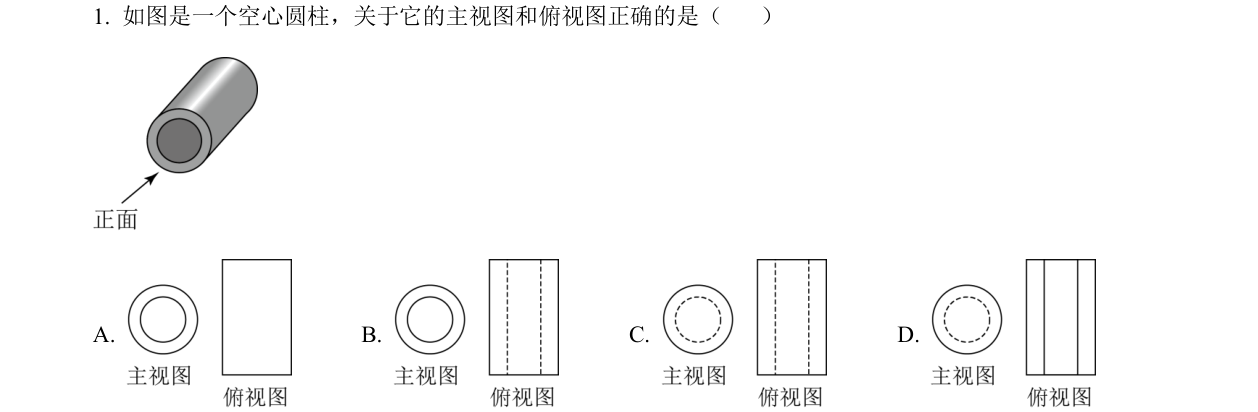 1. 如图是一个空心圆柱，关于它的主视图和俯视图正确的是（　　）
正面
A. 主视图 俯视图
B. 主视图 俯视图
C. 主视图 俯视图
D. 主视图 俯视图